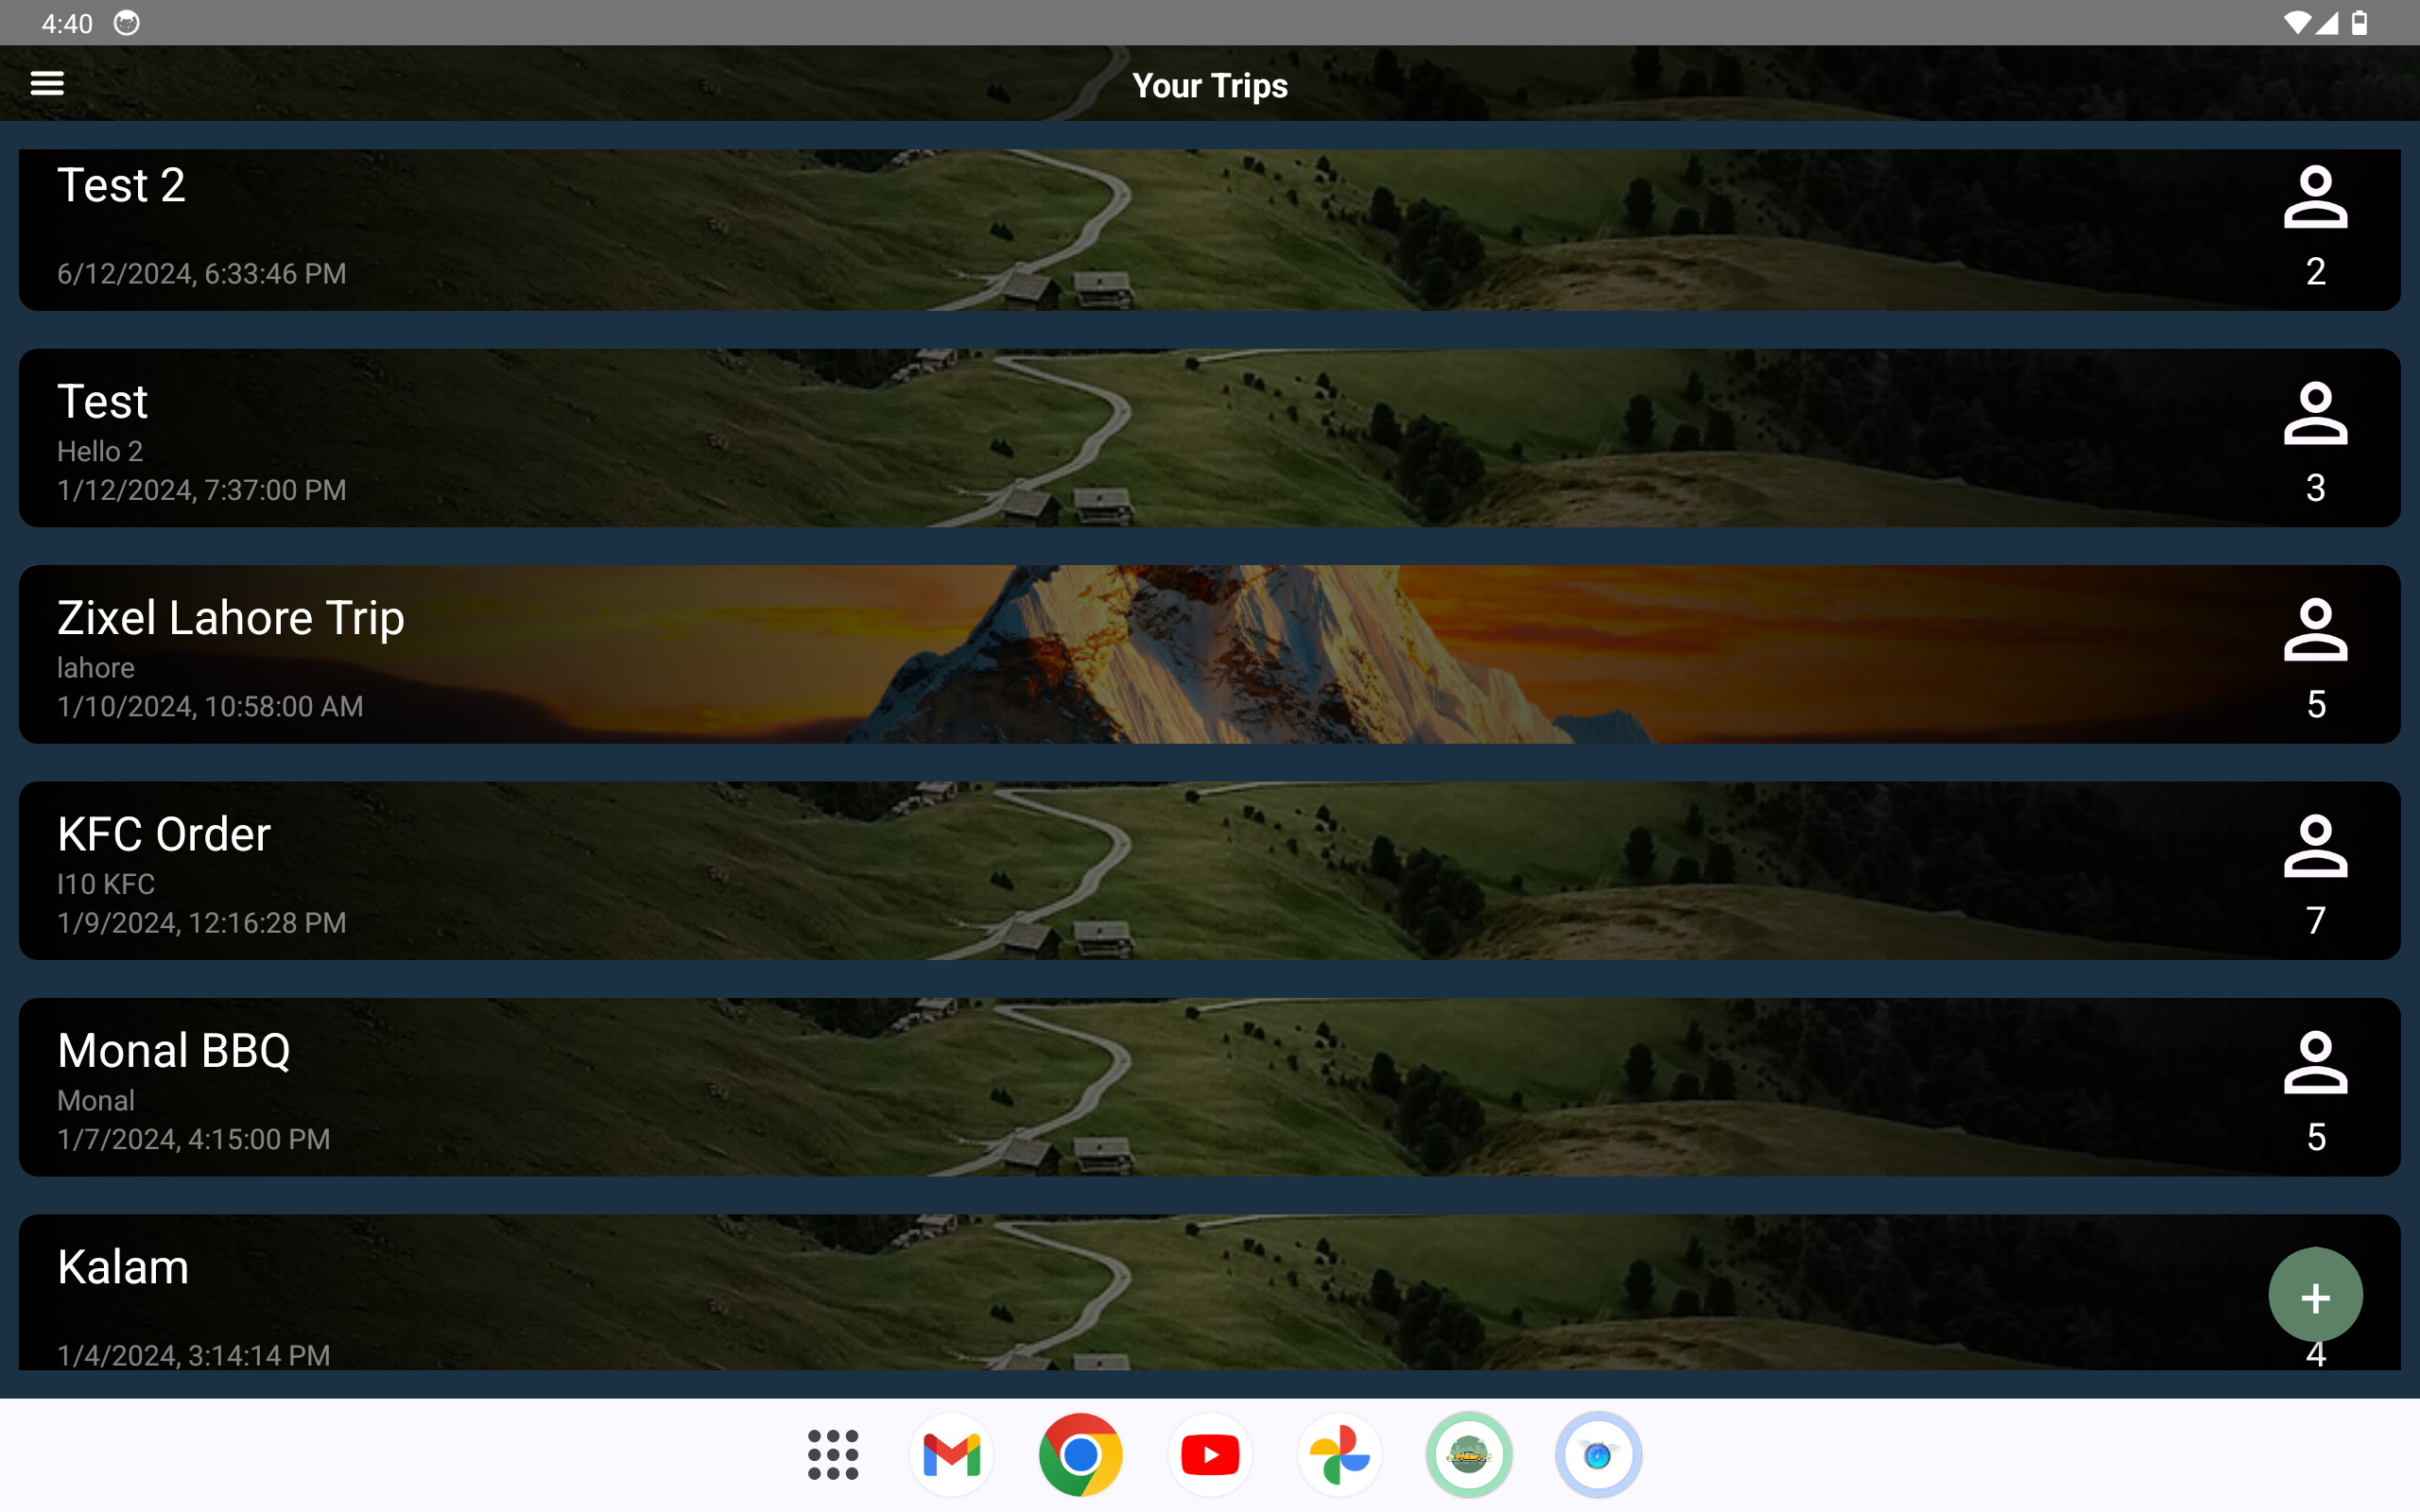 4:40
Your Trips
Test 2
6/12/2024, 6:33:46 PM
2
Test
Hello 2
1/12/2024, 7:37:00 PM
3
Zixel Lahore Trip
lahore
1/10/2024, 10:58:00 AM
5
KFC Order
I10 KFC
1/9/2024, 12:16:28 PM
7
Monal BBQ
Monal
1/7/2024, 4:15:00 PM
5
Kalam
+
1/4/2024, 3:14:14 PM
4